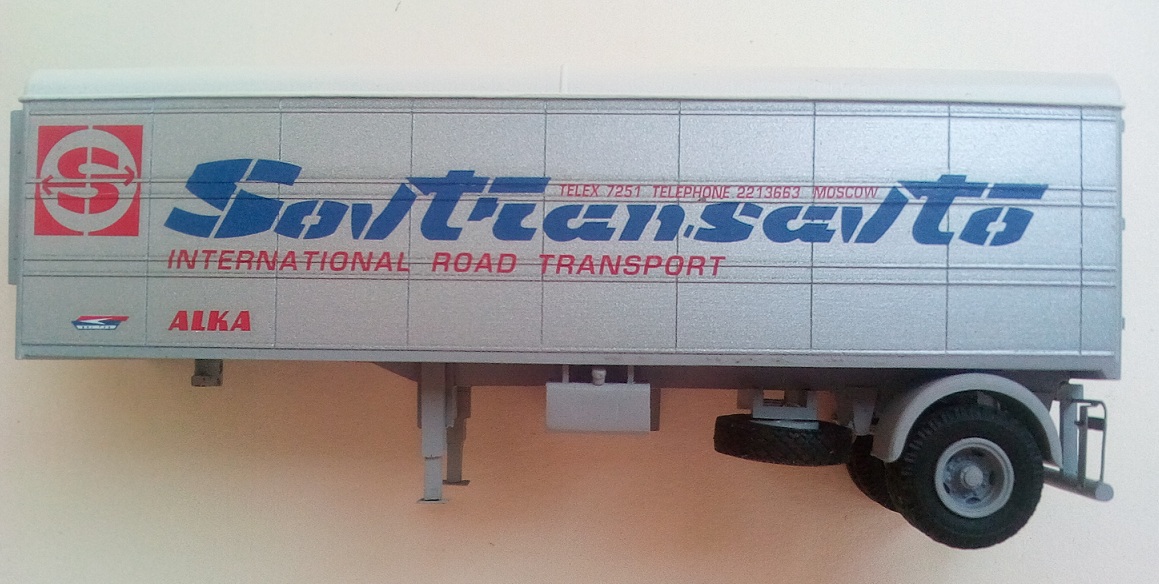 S
TELEX 7251 TELEPHONE 2213663 MOSCOW
Sovtransavto
INTERNATIONAL ROAD TRANSPORT
ALKA